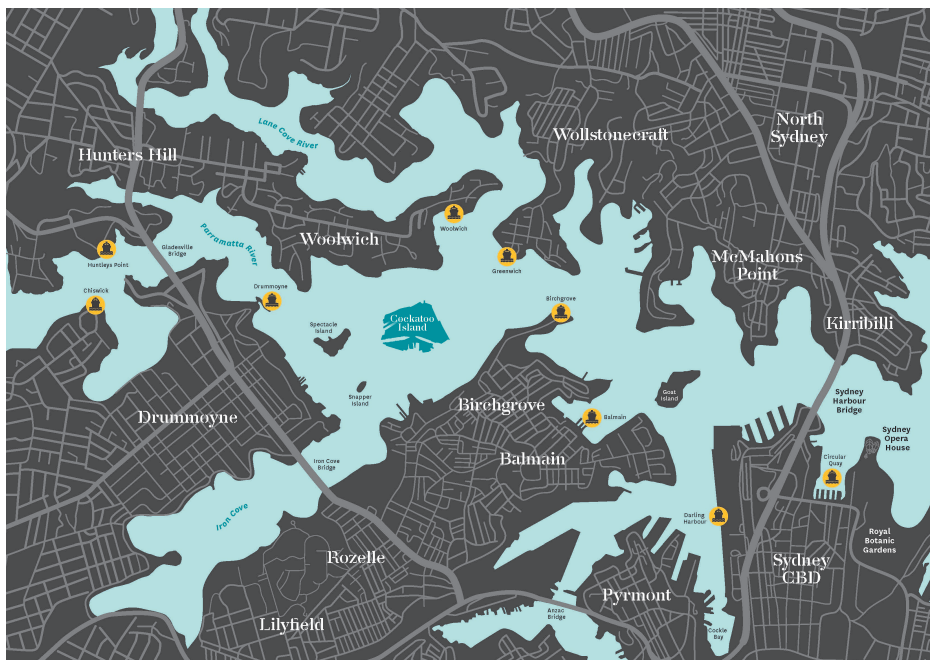 North
Sydney
Lane Cove River
Wollstonecraft
Hunters Hill
Woolwich
Parramatta River
Woolwich
Gladesville
Bridge
Huntleys Point
Greenwich
McMahons
Point
Chiswick
Drummoyne
Birchgrove
Cockatoo
Island
Spectacle
Island
Kirribilli
Snapper
Island
Goat
Island
Sydney
Harbour
Bridge
Birchgrove
Drummoyne
Balmain
Sydney
Opera
House
Balmain
Iron Cove
Bridge
Circular
Quay
Iron Cove
Darling
Harbour
Royal
Botanic
Gardens
Rozelle
Sydney
CBD
Pyrmont
Anzac
Bridge
Lilyfield
Cockle
Bay